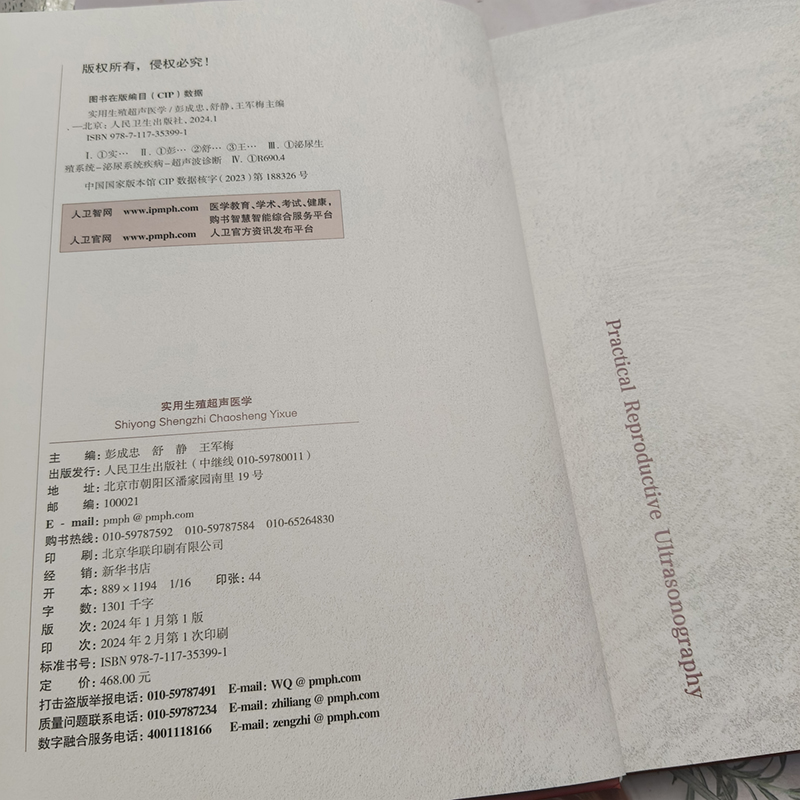 版权所有，侵权必究！
图书在版编目（CIP）数据
实用生殖超声医学 / 彭成忠，舒静，王军梅主编
. —北京：人民卫生出版社，2024.1
ISBN 978-7-117-35399-1
Ⅰ. ①实… Ⅱ. ①彭… ②舒… ③王… Ⅲ. ①泌尿生
殖系统－泌尿系统疾病－超声波诊断 Ⅳ. ①R690.4
中国国家版本馆 CIP 数据核字（2023）第 188326 号
人卫智网 www.ipmph.com 医学教育、学术、考试、健康，
购书智慧智能综合服务平台
人卫官网 www.pmph.com 人卫官方资讯发布平台
实用生殖超声医学
Shiyong Shengzhi Chaosheng Yixue
主 编：彭成忠 舒 静 王军梅
出版发行：人民卫生出版社（中继线 010-59780011）
地 址：北京市朝阳区潘家园南里 19 号
邮 编：100021
E - mail：pmph @ pmph.com
购书热线：010-59787592 010-59787584 010-65264830
印 刷：北京华联印刷有限公司
经 销：新华书店
开 本：889 × 1194 1/16 印张：44
字 数：1301 千字
版 次：2024 年 1 月第 1 版
印 次：2024 年 2 月第 1 次印刷
标准书号：ISBN 978-7-117-35399-1
定 价：468.00 元
打击盗版举报电话：010-59787491 E-mail：WQ @ pmph.com
质量问题联系电话：010-59787234 E-mail：zhiliang @ pmph.com
数字融合服务电话：4001118166 E-mail：zengzhi @ pmph.com
Practical Reproductive Ultrasonography